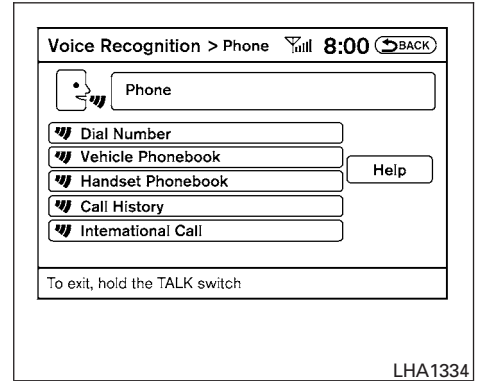 Voice Recognition > Phone 8:00 BACK
Phone
Dial Number
Vehicle Phonebook
Help
Handset Phonebook
Call History
International Call
To exit, hold the TALK switch
LHA1334